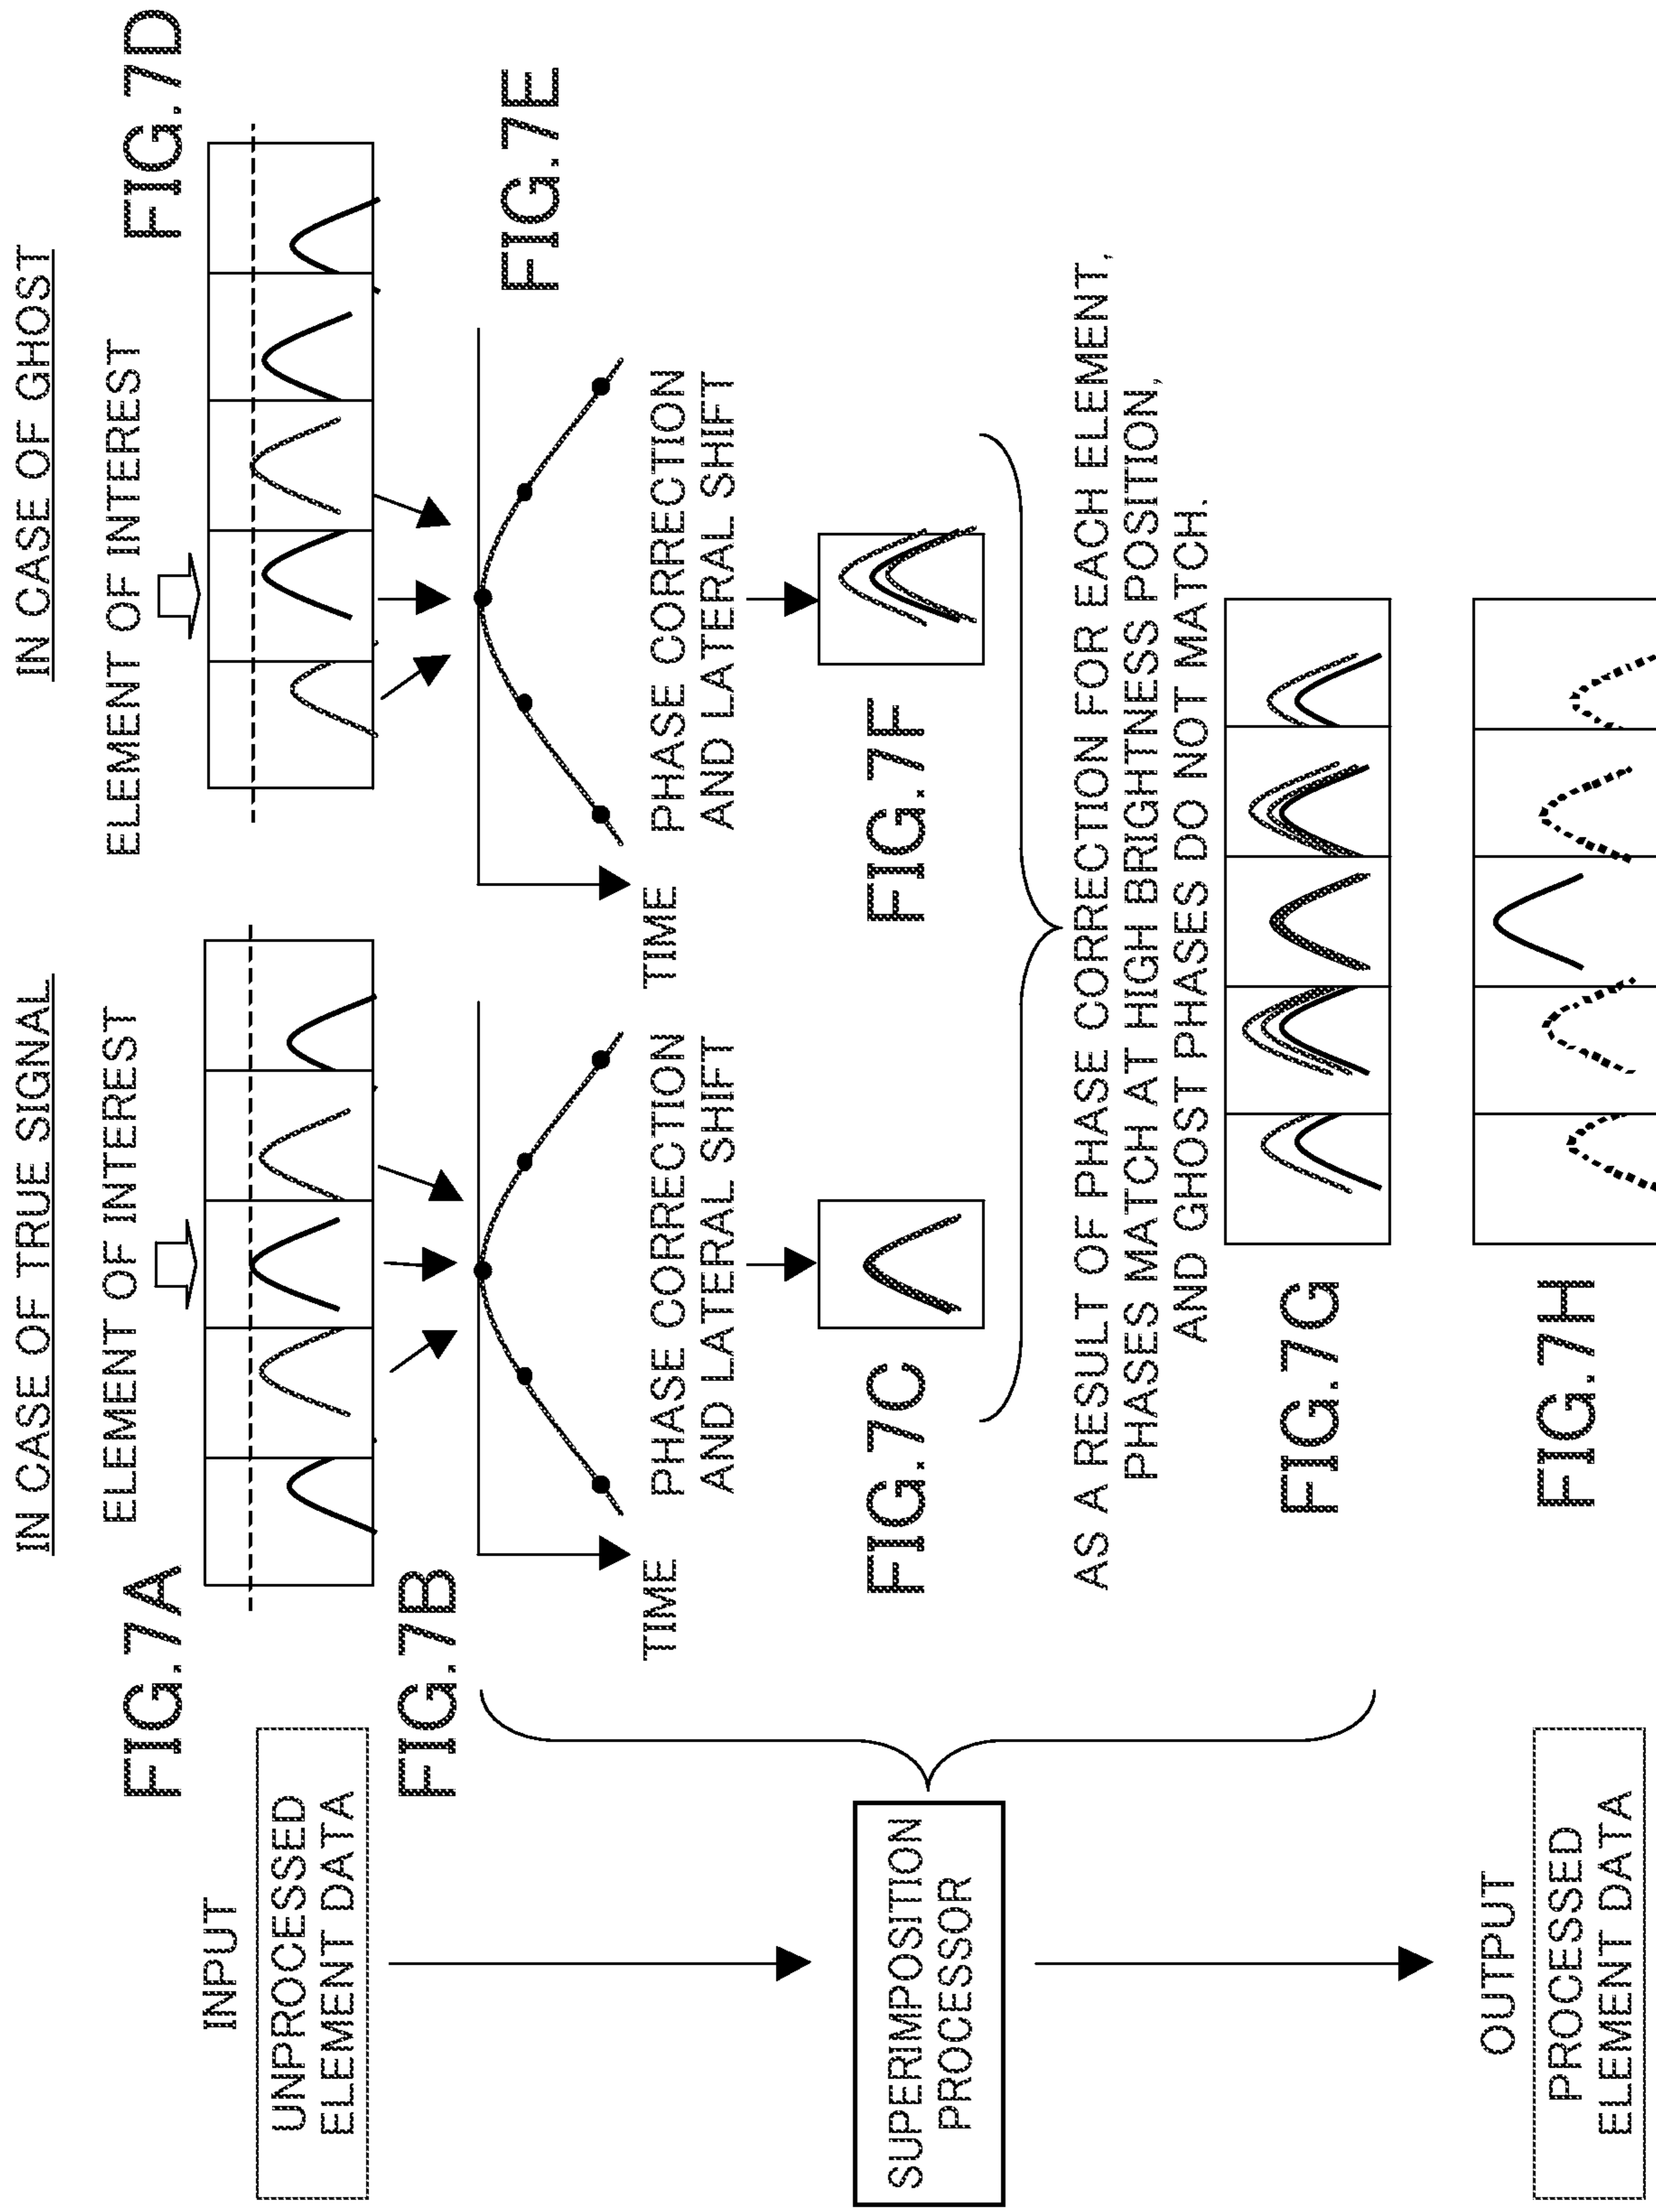 INPUT
UNPROCESSED
ELEMENT DATA
SUPERIMPOSITION
PROCESSOR
OUTPUT
PROCESSED
ELEMENT DATA
IN CASE OF TRUE SIGNAL
FIG.7A
ELEMENT OF INTEREST
FIG.7B
TIME
PHASE CORRECTION
AND LATERAL SHIFT
FIG.7C
IN CASE OF GHOST
ELEMENT OF INTEREST
FIG.7D
FIG.7E
TIME
PHASE CORRECTION
AND LATERAL SHIFT
FIG.7F
AS A RESULT OF PHASE CORRECTION FOR EACH ELEMENT,
PHASES MATCH AT HIGH BRIGHTNESS POSITION,
AND GHOST PHASES DO NOT MATCH.
FIG.7G
FIG.7H